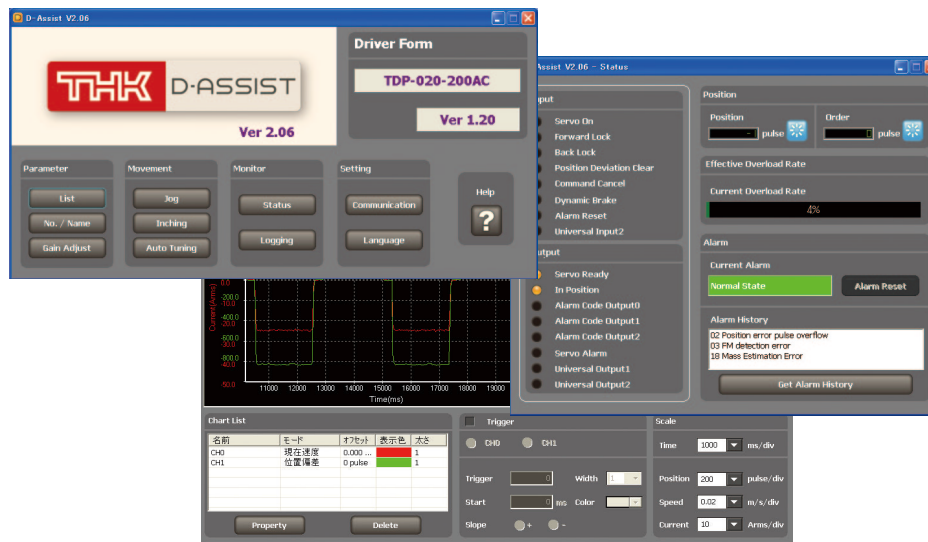 D-Assist V2.06
THK D-ASSIST
Ver 2.06
Driver Form
TDP-020-200AC
Ver 1.20
Parameter
List
No. / Name
Gain Adjust
Movement
Jog
Inching
Auto Tuning
Monitor
Status
Logging
Setting
Communication
Language
Help
?
Assist V2.06 - Status
put
Servo On
Forward Lock
Back Lock
Position Deviation Clear
Command Cancel
Dynamic Brake
Alarm Reset
Universal Input2
utput
Servo Ready
In Position
Alarm Code Output0
Alarm Code Output1
Alarm Code Output2
Servo Alarm
Universal Output1
Universal Output2
Position
Position
- pulse
Order
pulse
Effective Overload Rate
Current Overload Rate
4%
Alarm
Current Alarm
Normal State
Alarm Reset
Alarm History
02 Position error pulse overflow
03 FM detection error
18 Mass Estimation Error
Get Alarm History
Current(Arms)
0.0
-200.0
-10.0
-400.0
-20.0
-600.0
-30.0
-800.0
-40.0
-50.0
11000 12000 13000 14000 15000 16000 17000 18000 19000
Time(ms)
Chart List
名前 モード オフセット 表示色 太さ
CH0 現在速度 0.000 ... 1
CH1 位置偏差 0 pulse 1
Property
Delete
Trigger
CH0 CH1
Trigger 0 Width 1
Start 0 ms Color
Slope + -
Scale
Time 1000 ms/div
Position 200 pulse/div
Speed 0.02 m/s/div
Current 10 Arms/div